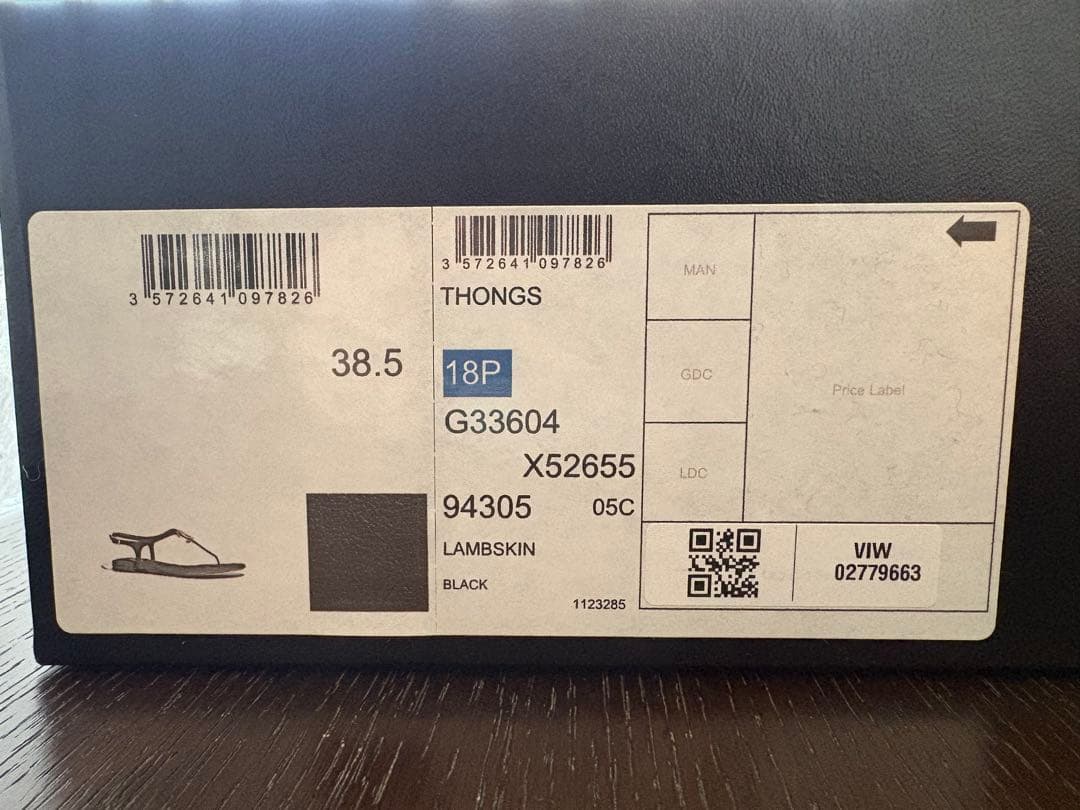 3 572641 097826
38.5
3 572641 097826
THONGS
18P
G33604
X52655
94305 05C
LAMBSKIN
BLACK
1123285
MAN
GDC
LDC
Price Label
VIW
02779663